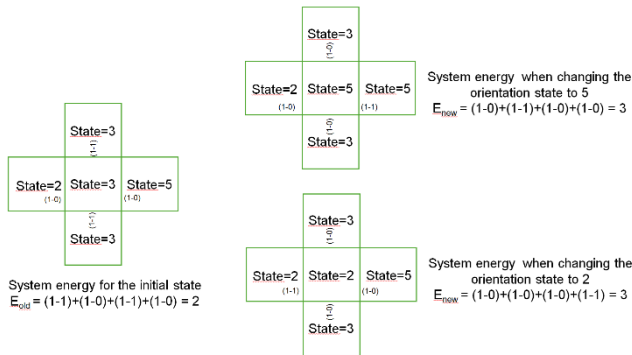 State=3
(1-1)
State=2 State=3 State=5
(1-0) (1-0)
(1-1)
State=3
System energy for the initial state
Eold = (1-1)+(1-0)+(1-1)+(1-0) = 2
State=3
(1-0)
State=2 State=5 State=5
(1-0) (1-1)
(1-0)
State=3
System energy when changing the
orientation state to 5
Enew = (1-0)+(1-1)+(1-0)+(1-0) = 3
State=3
(1-0)
State=2 State=2 State=5
(1-1) (1-0)
(1-0)
State=3
System energy when changing the
orientation state to 2
Enew = (1-0)+(1-0)+(1-0)+(1-1) = 3